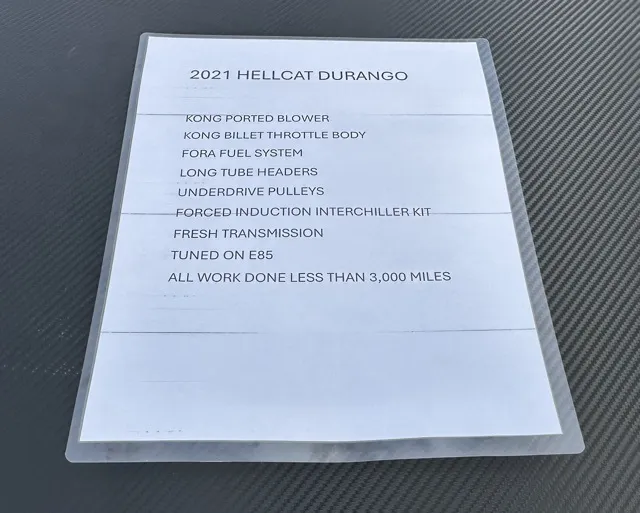 2021 HELLCAT DURANGO
KONG PORTED BLOWER
KONG BILLET THROTTLE BODY
FORA FUEL SYSTEM
LONG TUBE HEADERS
UNDERDRIVE PULLEYS
FORCED INDUCTION INTERCHILLER KIT
FRESH TRANSMISSION
TUNED ON E85
ALL WORK DONE LESS THAN 3,000 MILES